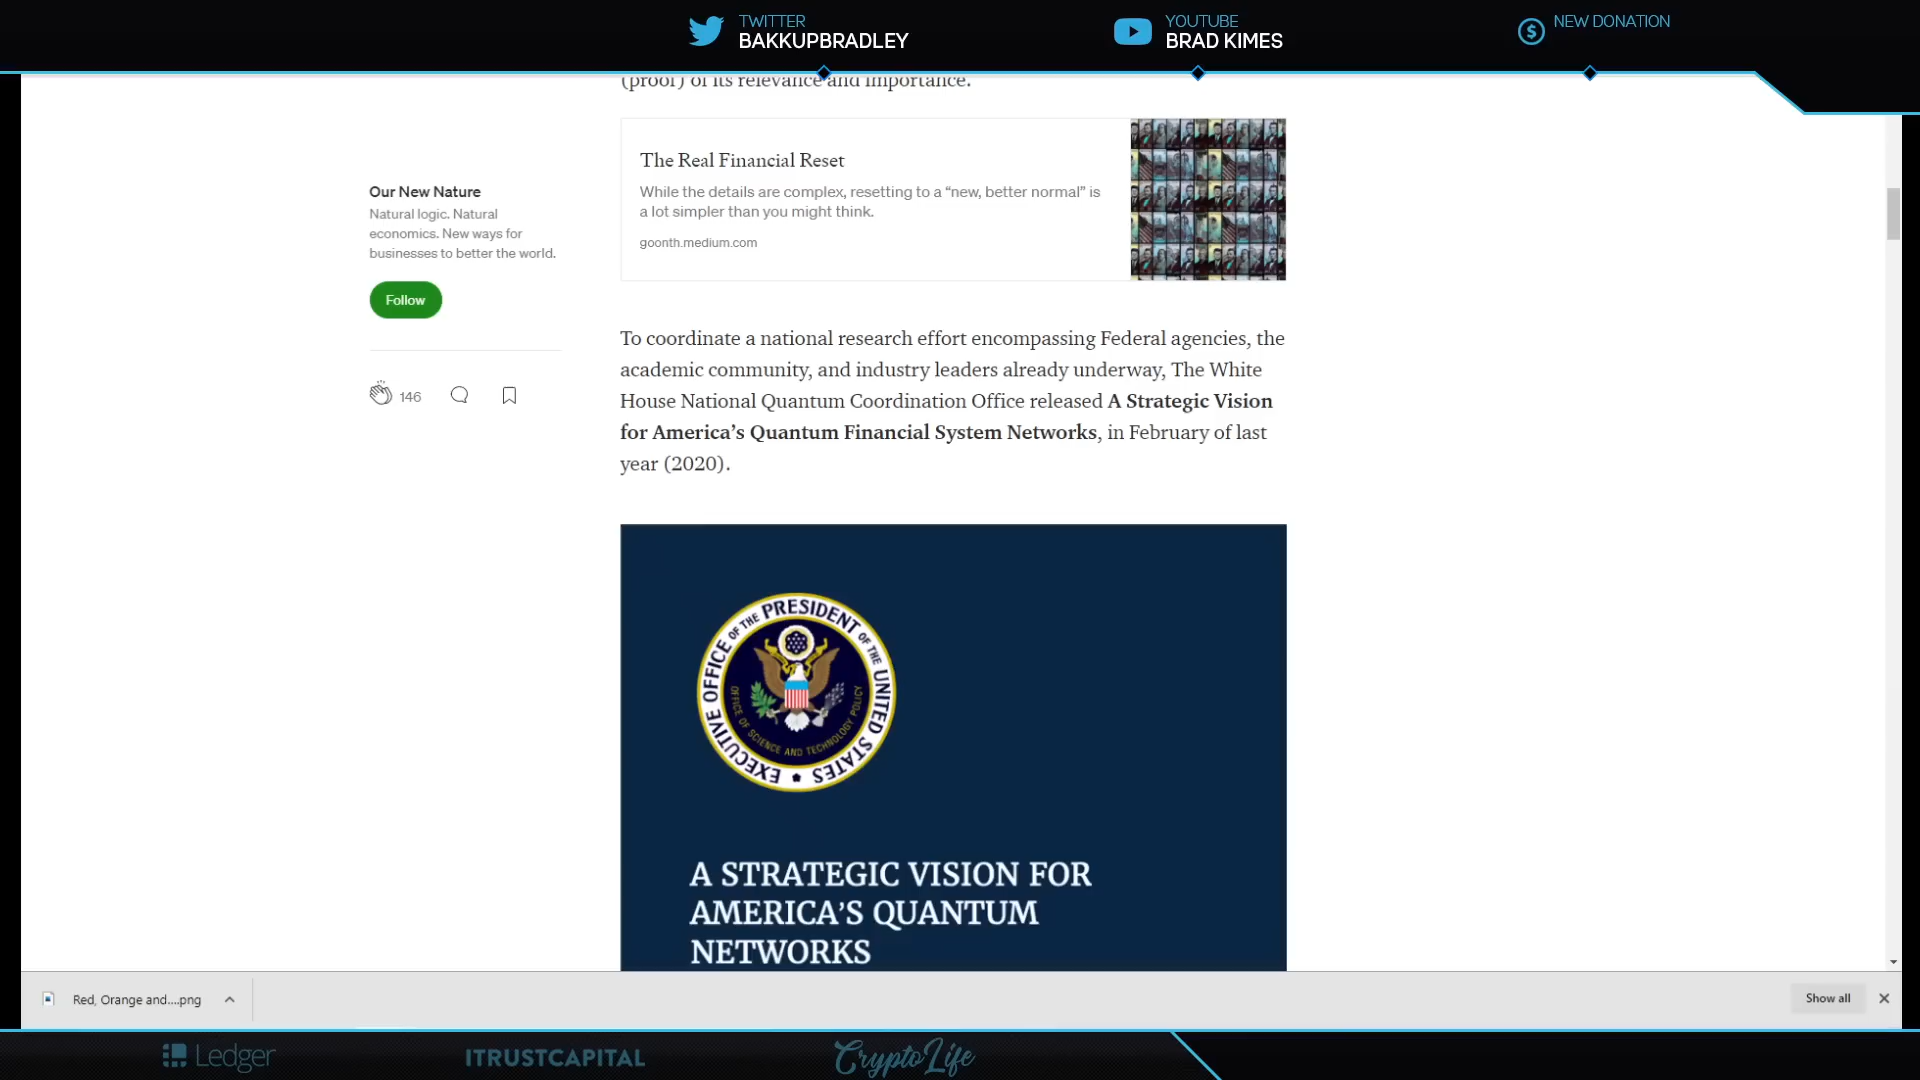 TWITTER
BAKKUPBRADLEY
YOUTUBE
BRAD KIMES
NEW DONATION
(proof) of its relevance and importance.
The Real Financial Reset
While the details are complex, resetting to a “new, better normal” is
a lot simpler than you might think.
goonth.medium.com
Our New Nature
Natural logic. Natural
economics. New ways for
businesses to better the world.
Follow
146
To coordinate a national research effort encompassing Federal agencies, the
academic community, and industry leaders already underway, The White
House National Quantum Coordination Office released A Strategic Vision
for America’s Quantum Financial System Networks, in February of last
year (2020).
EXECUTIVE OFFICE OF THE PRESIDENT OF THE UNITED STATES
OFFICE OF SCIENCE AND TECHNOLOGY POLICY
A STRATEGIC VISION FOR
AMERICA’S QUANTUM
NETWORKS
Red, Orange and....png
Show all
Ledger
ITRUSTCAPITAL
CryptoLife